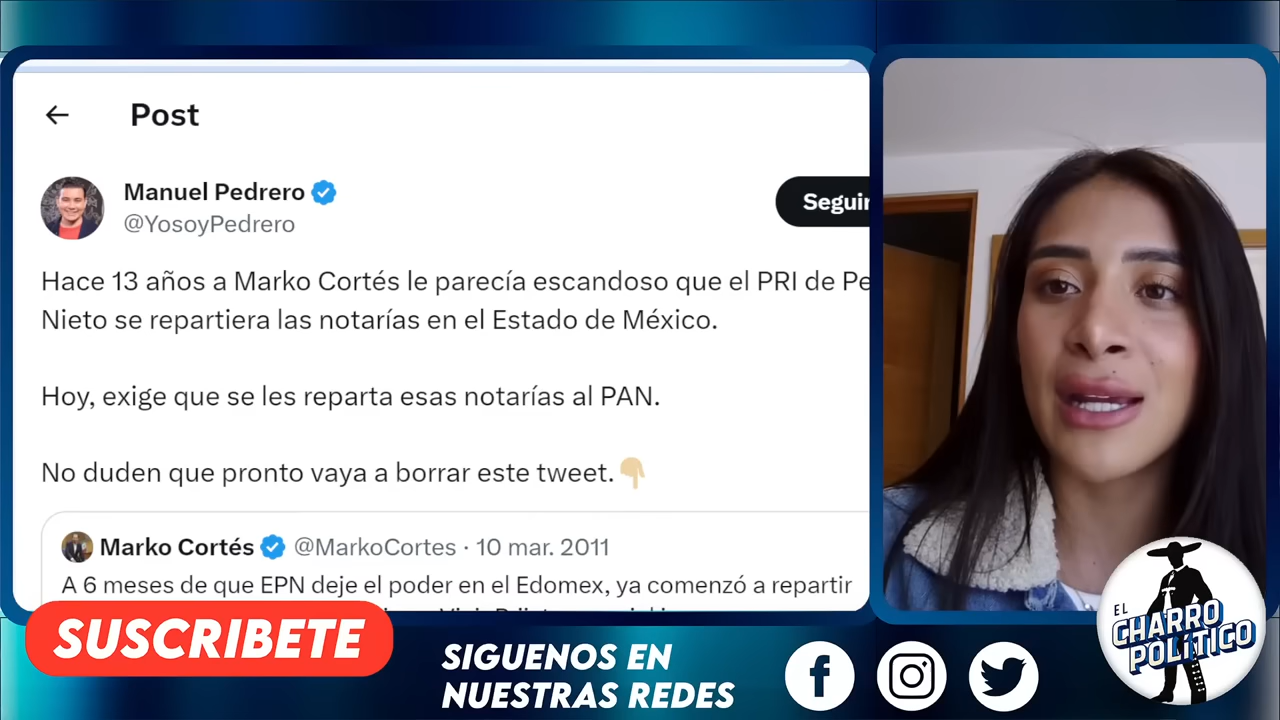 Post
Manuel Pedrero
@YosoyPedrero
Seguir
Hace 13 años a Marko Cortés le parecía escandoso que el PRI de Pe
Nieto se repartiera las notarías en el Estado de México.
Hoy, exige que se les reparta esas notarías al PAN.
No duden que pronto vaya a borrar este tweet.👇🏼
Marko Cortés @MarkoCortes · 10 mar. 2011
A 6 meses de que EPN deje el poder en el Edomex, ya comenzó a repartir
SUSCRIBETE
SIGUENOS EN
NUESTRAS REDES
EL
CHARRO
POLÍTICO